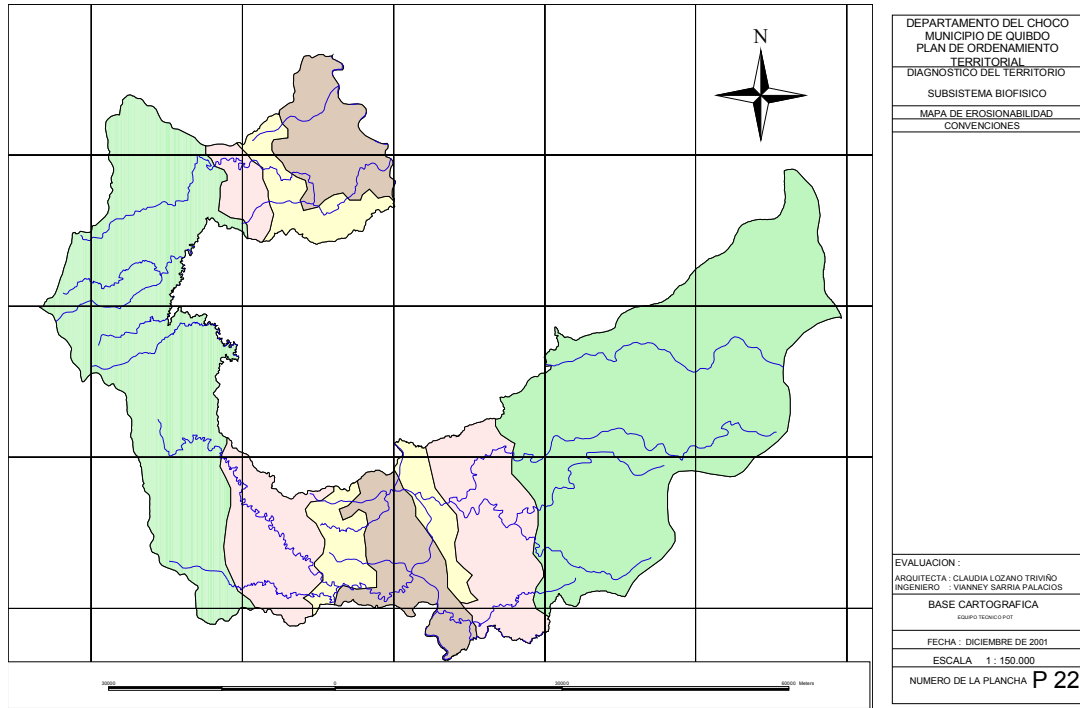 N
DEPARTAMENTO DEL CHOCO
MUNICIPIO DE QUIBDO
PLAN DE ORDENAMIENTO
TERRITORIAL
DIAGNOSTICO DEL TERRITORIO
SUBSISTEMA BIOFISICO
MAPA DE EROSIONABILIDAD
CONVENCIONES
EVALUACION :
ARQUITECTA : CLAUDIA LOZANO TRIVIÑO
INGENIERO : VIANNEY SARRIA PALACIOS
BASE CARTOGRAFICA
EQUIPO TECNICO POT
FECHA : DICIEMBRE DE 2001
ESCALA 1 : 150.000
NUMERO DE LA PLANCHA P 22
30000 0 30000 60000 Meters